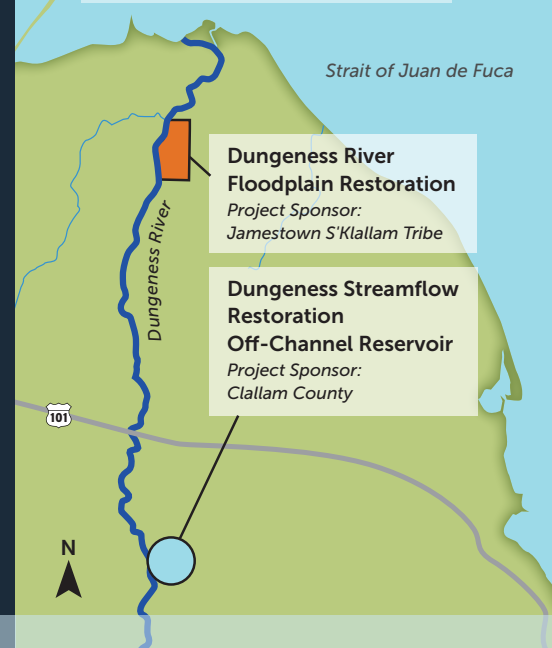 Strait of Juan de Fuca
Dungeness River
Floodplain Restoration
Project Sponsor:
Jamestown S'Klallam Tribe
Dungeness River
Dungeness Streamflow
Restoration
Off-Channel Reservoir
Project Sponsor:
Clallam County
101
N